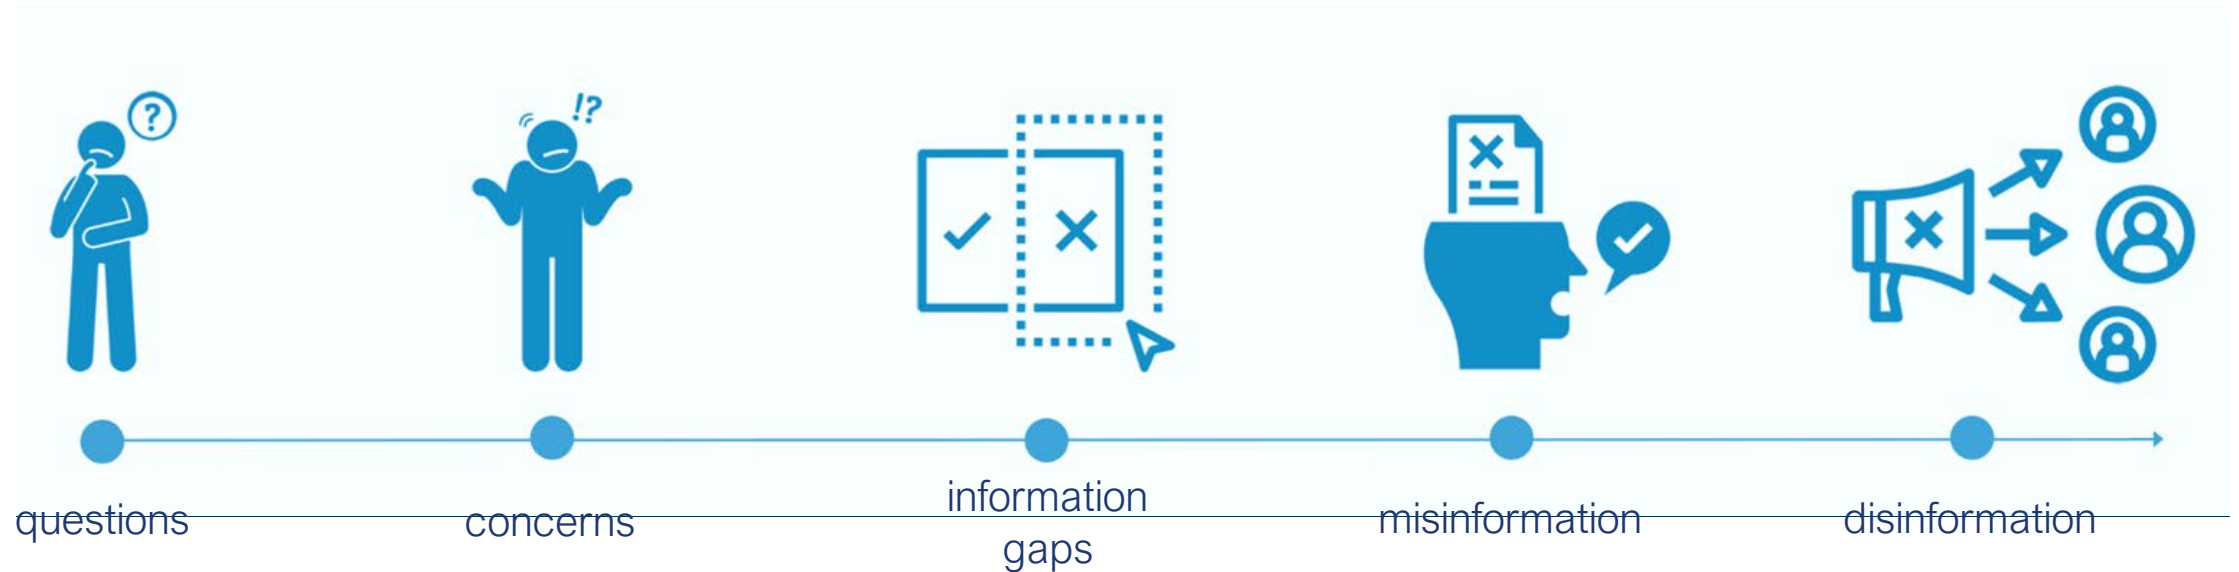 ?
!?
questions
concerns
information
gaps
misinformation
disinformation